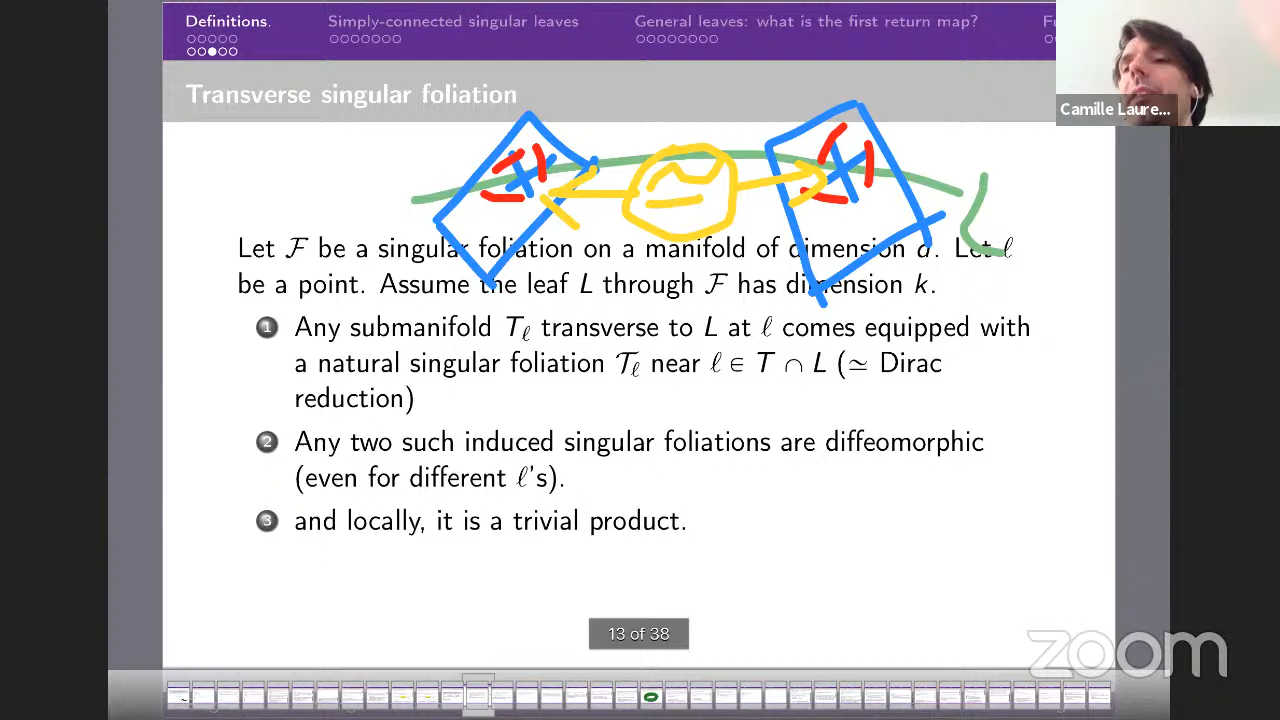 Definitions.
Simply-connected singular leaves
General leaves: what is the first return map?
Transverse singular foliation
Camille Laure...
L
Let ℱ be a singular foliation on a manifold of dimension d. Let ℓ
be a point. Assume the leaf L through ℱ has dimension k.
1 Any submanifold T_ℓ transverse to L at ℓ comes equipped with
a natural singular foliation 𝒯_ℓ near ℓ ∈ T ∩ L (≃ Dirac
reduction)
2 Any two such induced singular foliations are diffeomorphic
(even for different ℓ's).
3 and locally, it is a trivial product.
13 of 38
zoom